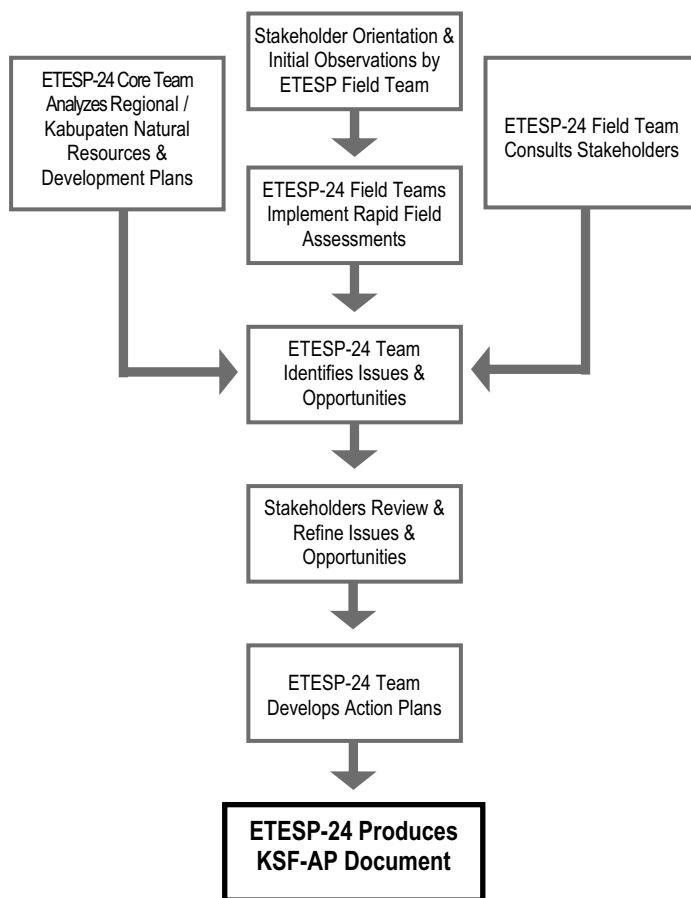 Stakeholder Orientation &
Initial Observations by
ETESP Field Team
ETESP-24 Core Team
Analyzes Regional /
Kabupaten Natural
Resources &
Development Plans
ETESP-24 Field Team
Consults Stakeholders
ETESP-24 Field Teams
Implement Rapid Field
Assessments
ETESP-24 Team
Identifies Issues &
Opportunities
Stakeholders Review &
Refine Issues &
Opportunities
ETESP-24 Team
Develops Action Plans
ETESP-24 Produces
KSF-AP Document